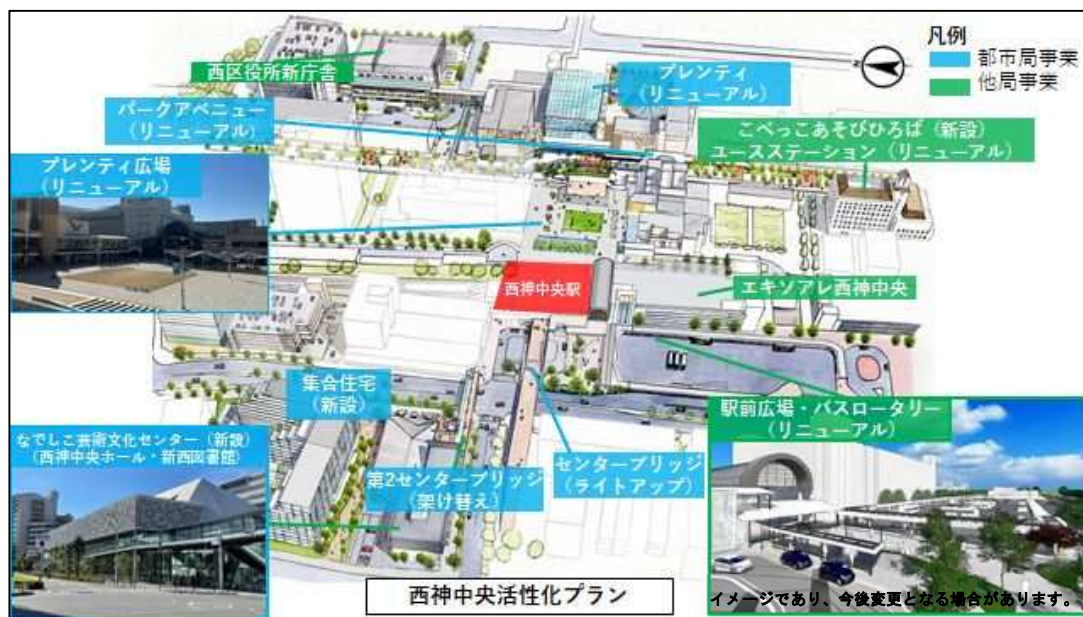 凡例
都市局事業
他局事業
西区役所新庁舎
プレンティ
(リニューアル)
パークアベニュー
(リニューアル)
こべっこあそびひろば(新設)
ユースステーション(リニューアル)
プレンティ広場
(リニューアル)
西神中央駅
エキソアレ西神中央
集合住宅
(新設)
駅前広場・バスロータリー
(リニューアル)
なでしこ芸術文化センター(新設)
(西神中央ホール・新西図書館)
第2センターブリッジ
(架け替え)
センターブリッジ
(ライトアップ)
西神中央活性化プラン
イメージであり、今後変更となる場合があります。